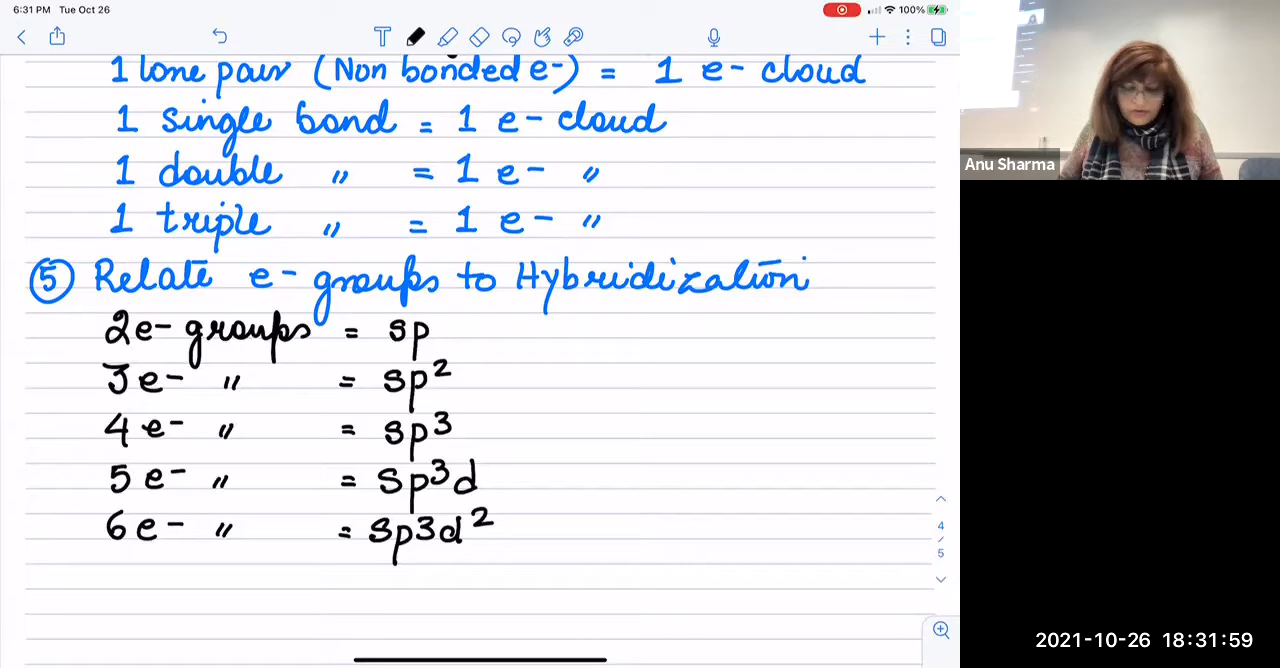 6:31 PM Tue Oct 26
100%
1 lone pair (Non bonded e-) = 1 e- cloud
1 single bond = 1 e- cloud
1 double " = 1 e- "
1 triple " = 1 e- "
⑤ Relate e- groups to Hybridization
2e- groups = sp
3e- " = sp²
4 e- " = sp³
5 e- " = sp³d
6e- " = sp³d²
4
/
5
Anu Sharma
2021-10-26 18:31:59